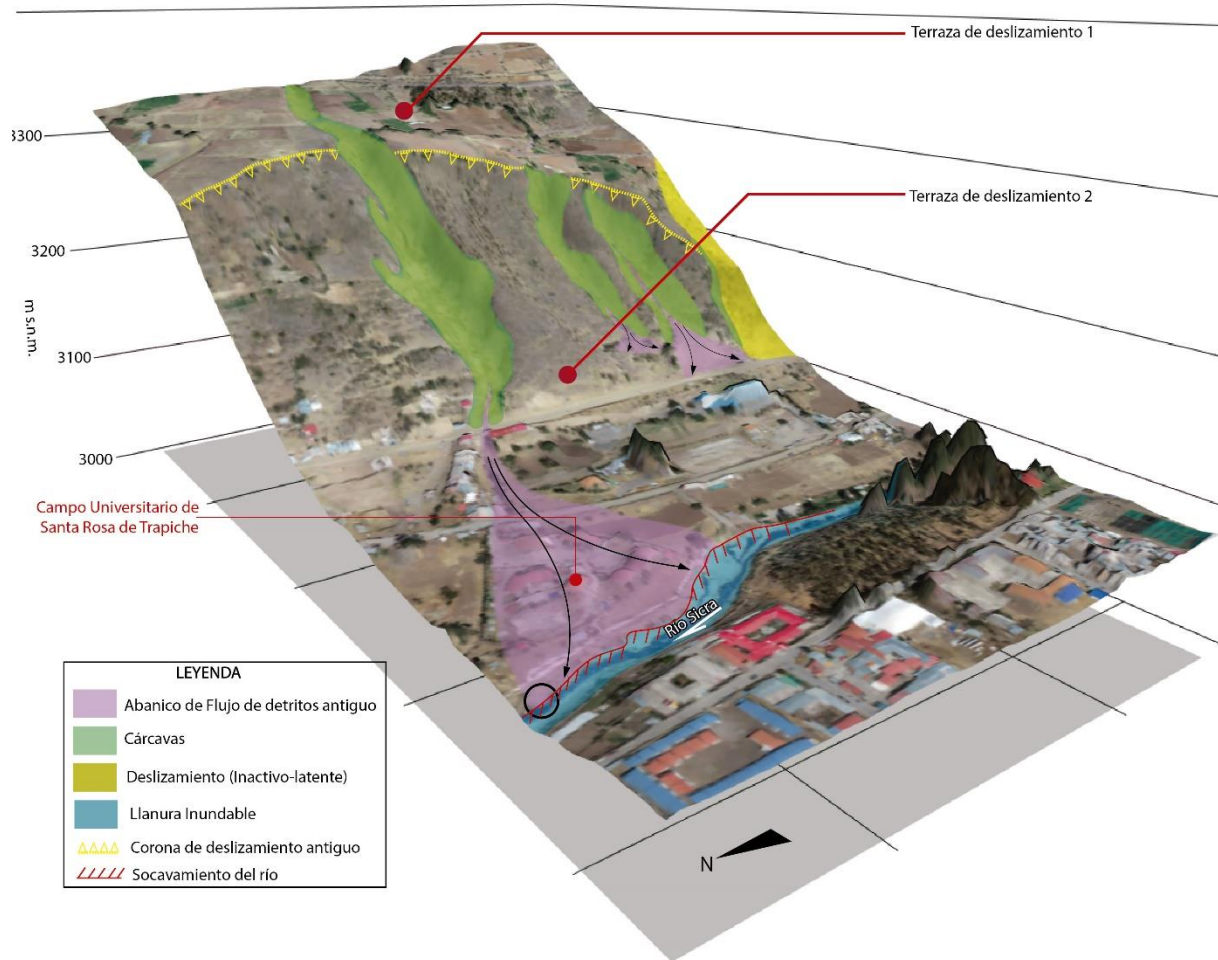 Terraza de deslizamiento 1
3300
Terraza de deslizamiento 2
3200
m s.n.m.
3100
3000
Campo Universitario de
Santa Rosa de Trapiche
Río Sicra
LEYENDA
Abanico de Flujo de detritos antiguo
Cárcavas
Deslizamiento (Inactivo-latente)
Llanura Inundable
Corona de deslizamiento antiguo
Socavamiento del río
N